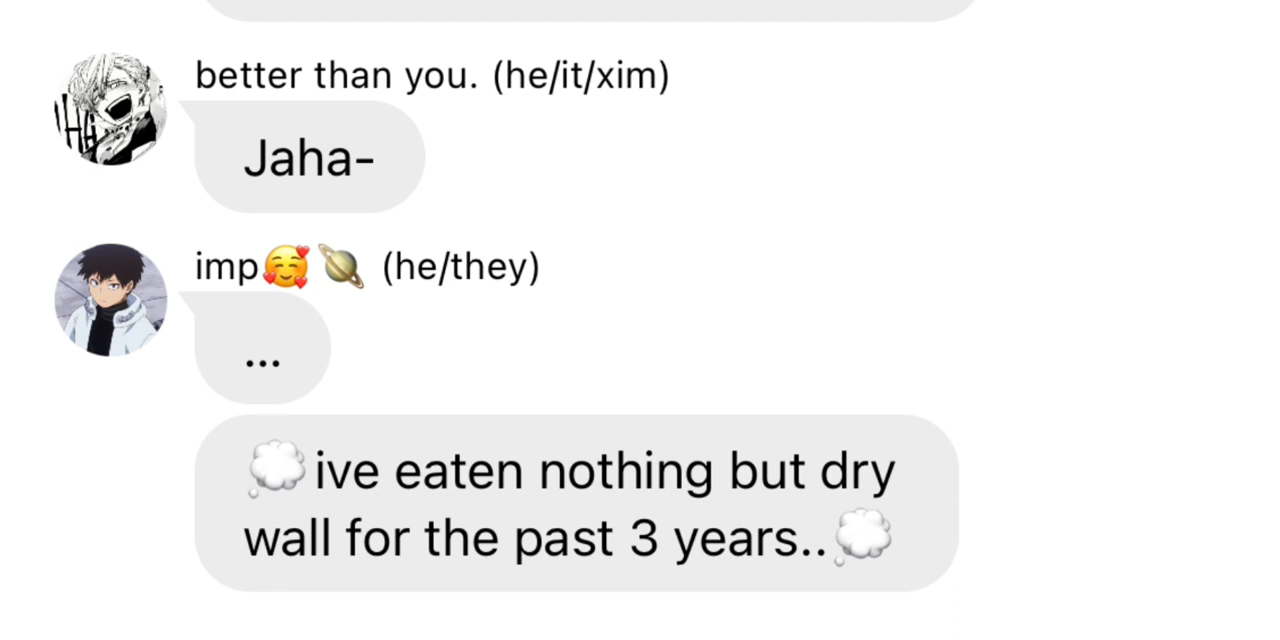 better than you. (he/it/xim)
Jaha-
imp🥰🪐 (he/they)
...
💭ive eaten nothing but dry
wall for the past 3 years..💭